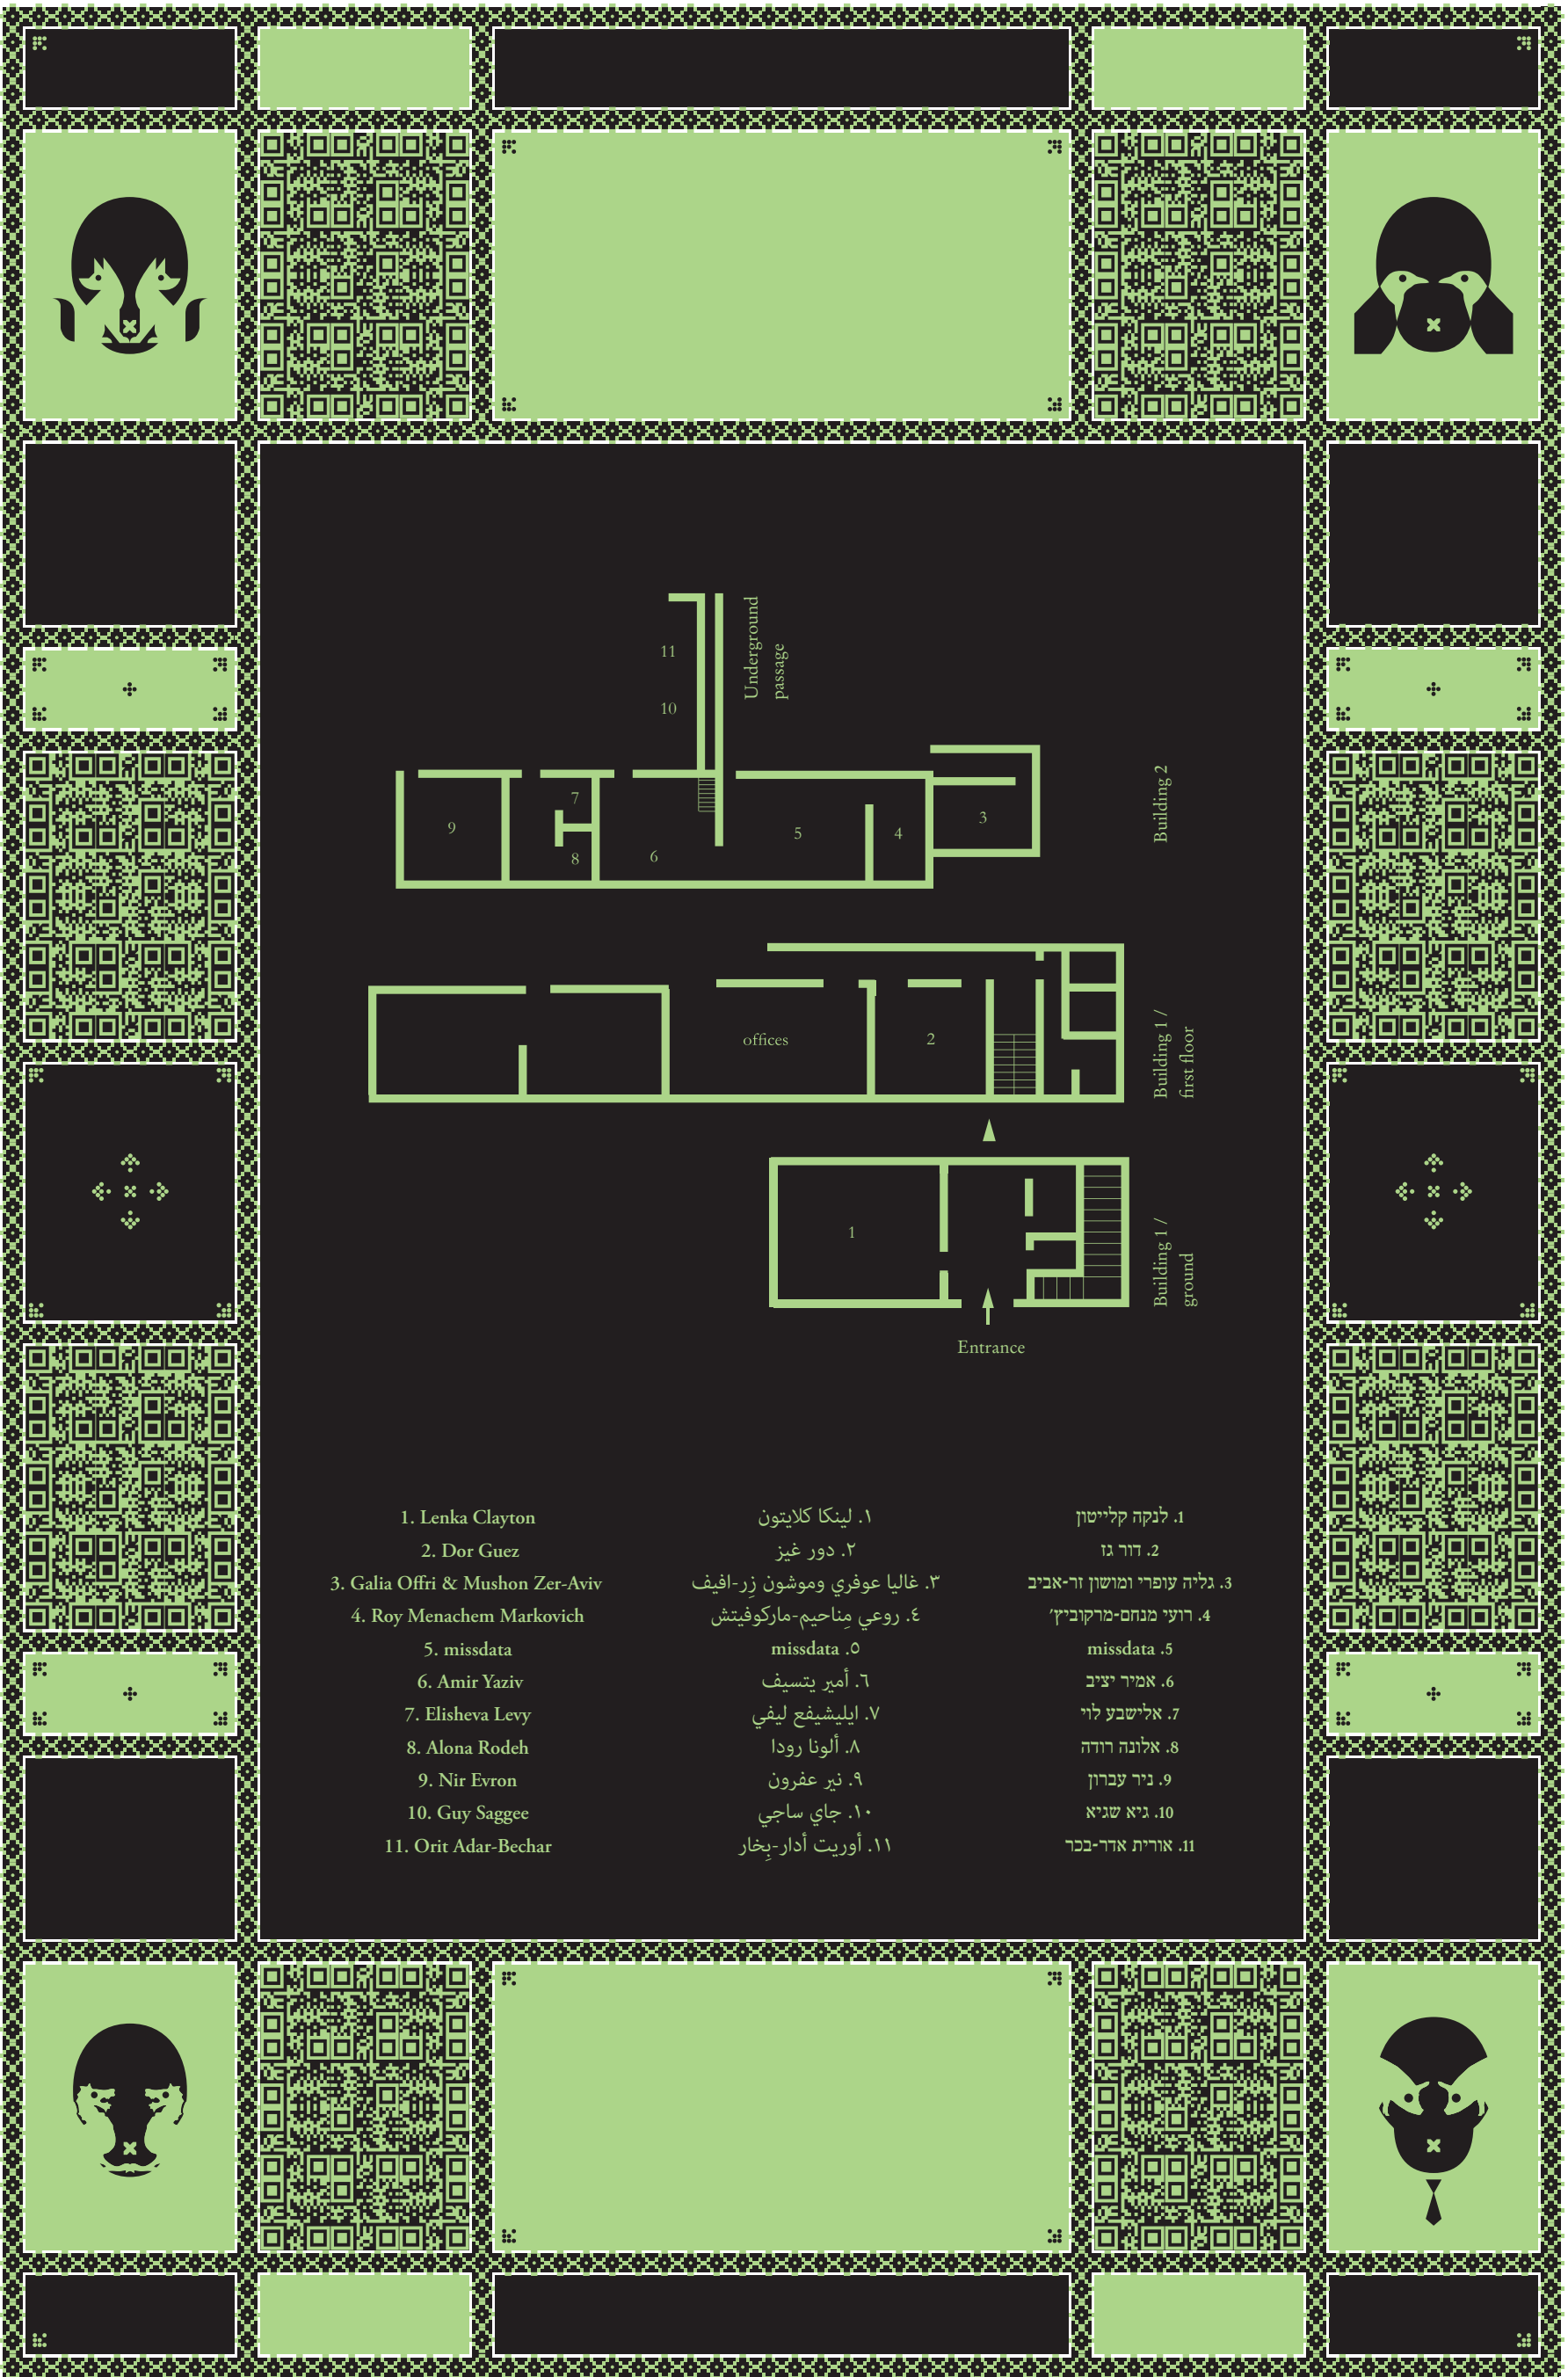 Underground
passage
11
10
Building 2
9
7
8
6
5
4
3
offices
2
Building 1 /
first floor
1
Building 1 /
ground
Entrance
1. Lenka Clayton
2. Dor Guez
3. Galia Offri & Mushon Zer-Aviv
4. Roy Menachem Markovich
5. missdata
6. Amir Yaziv
7. Elisheva Levy
8. Alona Rodeh
9. Nir Evron
10. Guy Saggee
11. Orit Adar-Bechar
١. لينكا كلايتون
٢. دور غيز
٣. غاليا عوفري وموشون زِر-افيف
٤. روعي مِناحيم-ماركوفيتش
٥. missdata
٦. أمير يتسيف
٧. ايليشيفع ليفي
٨. ألونا رودا
٩. نير عفرون
١٠. جاي ساجي
١١. أوريت أدار-بِخار
1. לנקה קלייטון
2. דור גז
3. גליה עופרי ומושון זר-אביב
4. רועי מנחם-מרקוביץ'
5. missdata
6. אמיר יציב
7. אלישבע לוי
8. אלונה רודה
9. ניר עברון
10. גיא שגיא
11. אורית אדר-בכר